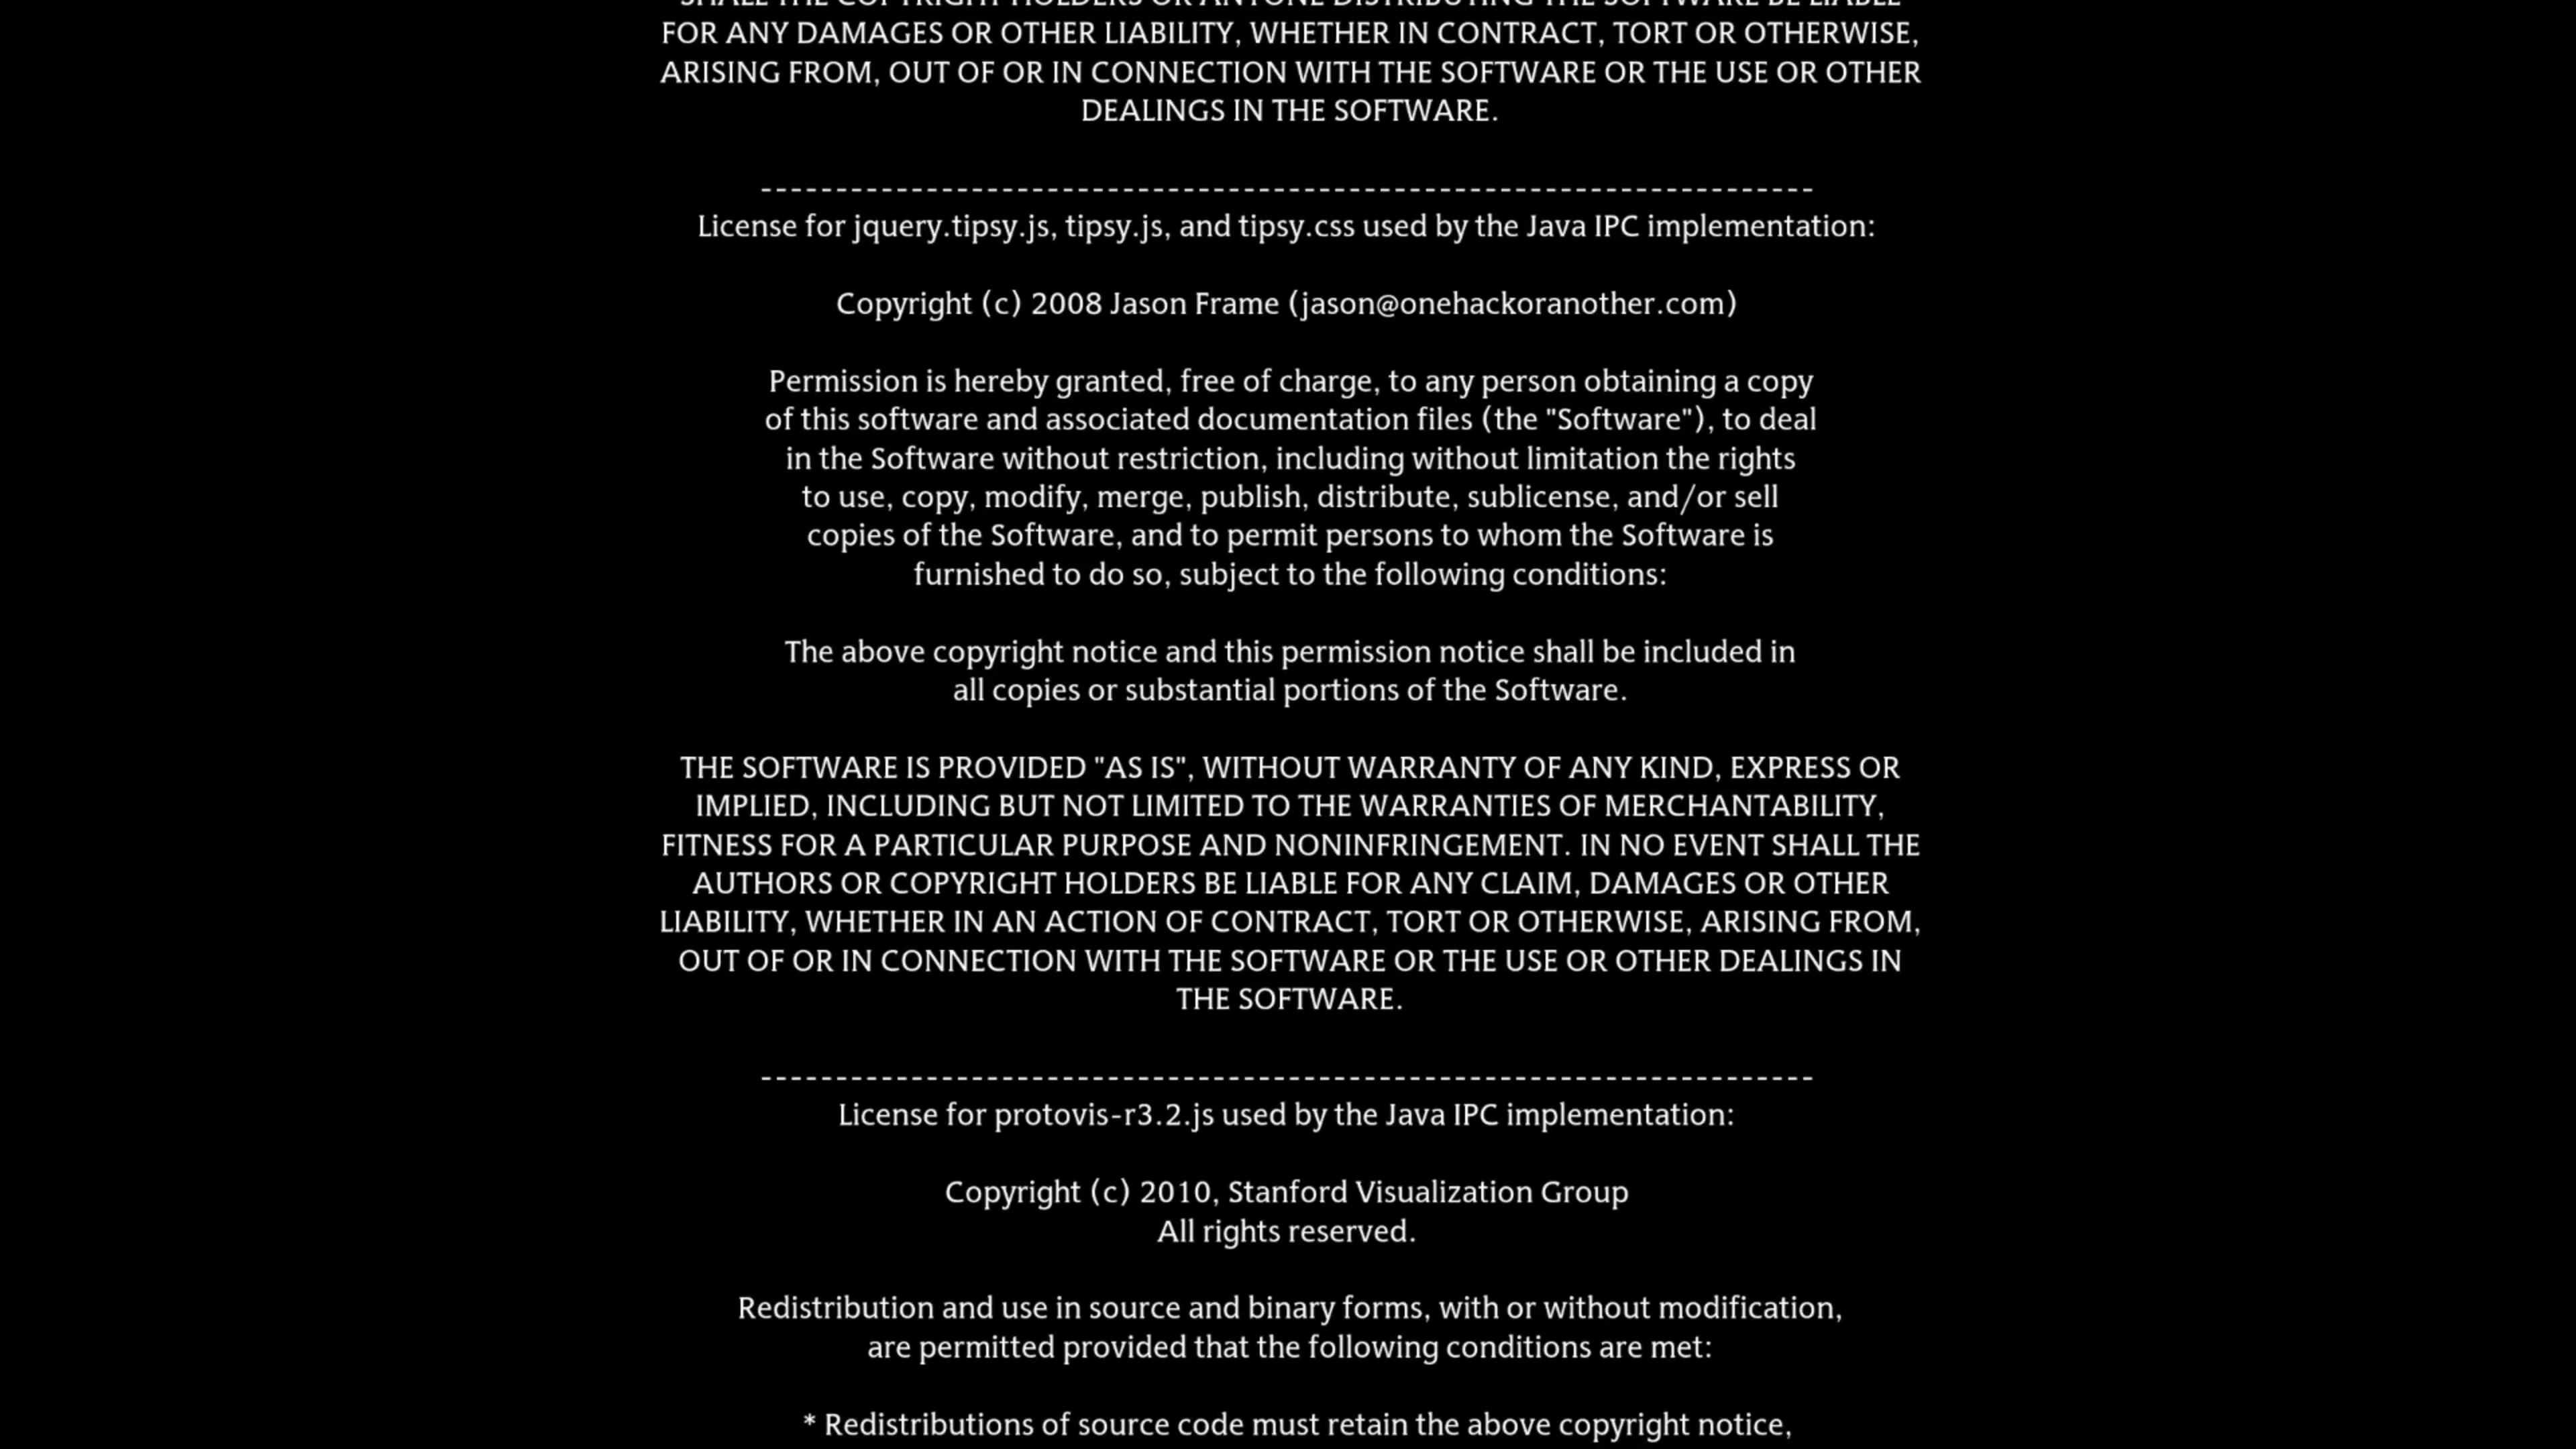 SHALL THE COPYRIGHT HOLDERS OR ANYONE DISTRIBUTING THE SOFTWARE BE LIABLE
FOR ANY DAMAGES OR OTHER LIABILITY, WHETHER IN CONTRACT, TORT OR OTHERWISE,
ARISING FROM, OUT OF OR IN CONNECTION WITH THE SOFTWARE OR THE USE OR OTHER
DEALINGS IN THE SOFTWARE.
----------------------------------------------------------------------
License for jquery.tipsy.js, tipsy.js, and tipsy.css used by the Java IPC implementation:
Copyright (c) 2008 Jason Frame (jason@onehackoranother.com)
Permission is hereby granted, free of charge, to any person obtaining a copy
of this software and associated documentation files (the "Software"), to deal
in the Software without restriction, including without limitation the rights
to use, copy, modify, merge, publish, distribute, sublicense, and/or sell
copies of the Software, and to permit persons to whom the Software is
furnished to do so, subject to the following conditions:
The above copyright notice and this permission notice shall be included in
all copies or substantial portions of the Software.
THE SOFTWARE IS PROVIDED "AS IS", WITHOUT WARRANTY OF ANY KIND, EXPRESS OR
IMPLIED, INCLUDING BUT NOT LIMITED TO THE WARRANTIES OF MERCHANTABILITY,
FITNESS FOR A PARTICULAR PURPOSE AND NONINFRINGEMENT. IN NO EVENT SHALL THE
AUTHORS OR COPYRIGHT HOLDERS BE LIABLE FOR ANY CLAIM, DAMAGES OR OTHER
LIABILITY, WHETHER IN AN ACTION OF CONTRACT, TORT OR OTHERWISE, ARISING FROM,
OUT OF OR IN CONNECTION WITH THE SOFTWARE OR THE USE OR OTHER DEALINGS IN
THE SOFTWARE.
----------------------------------------------------------------------
License for protovis-r3.2.js used by the Java IPC implementation:
Copyright (c) 2010, Stanford Visualization Group
All rights reserved.
Redistribution and use in source and binary forms, with or without modification,
are permitted provided that the following conditions are met:
* Redistributions of source code must retain the above copyright notice,